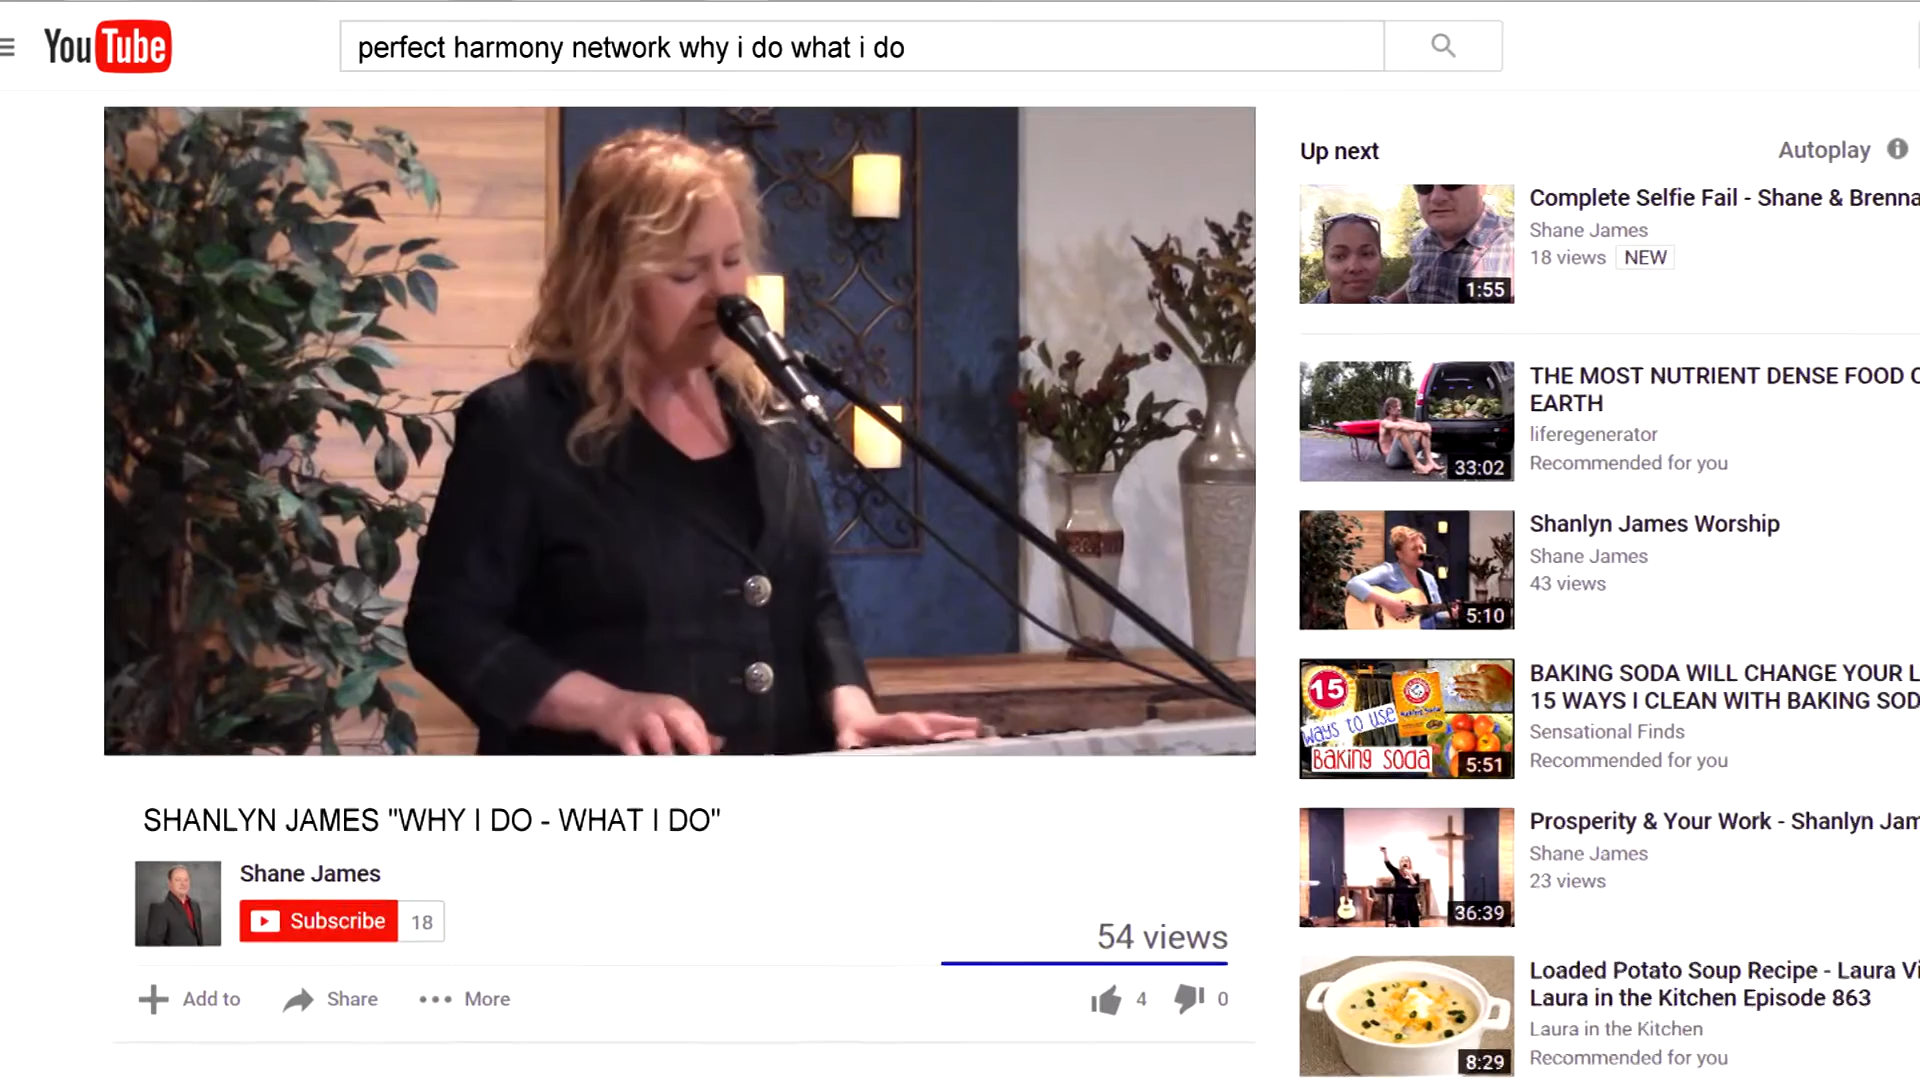 YouTube
perfect harmony network why i do what i do
SHANLYN JAMES "WHY I DO - WHAT I DO"
Shane James
Subscribe 18
54 views
Add to Share More
4 0
Up next
Autoplay
Complete Selfie Fail - Shane & Brenna
Shane James
18 views NEW
1:55
THE MOST NUTRIENT DENSE FOOD O
EARTH
liferegenerator
Recommended for you
33:02
Shanlyn James Worship
Shane James
43 views
5:10
BAKING SODA WILL CHANGE YOUR L
15 WAYS I CLEAN WITH BAKING SOD
Sensational Finds
Recommended for you
15
ways to use
Baking soda
5:51
Prosperity & Your Work - Shanlyn Jam
Shane James
23 views
36:39
Loaded Potato Soup Recipe - Laura Vi
Laura in the Kitchen Episode 863
Laura in the Kitchen
Recommended for you
8:29